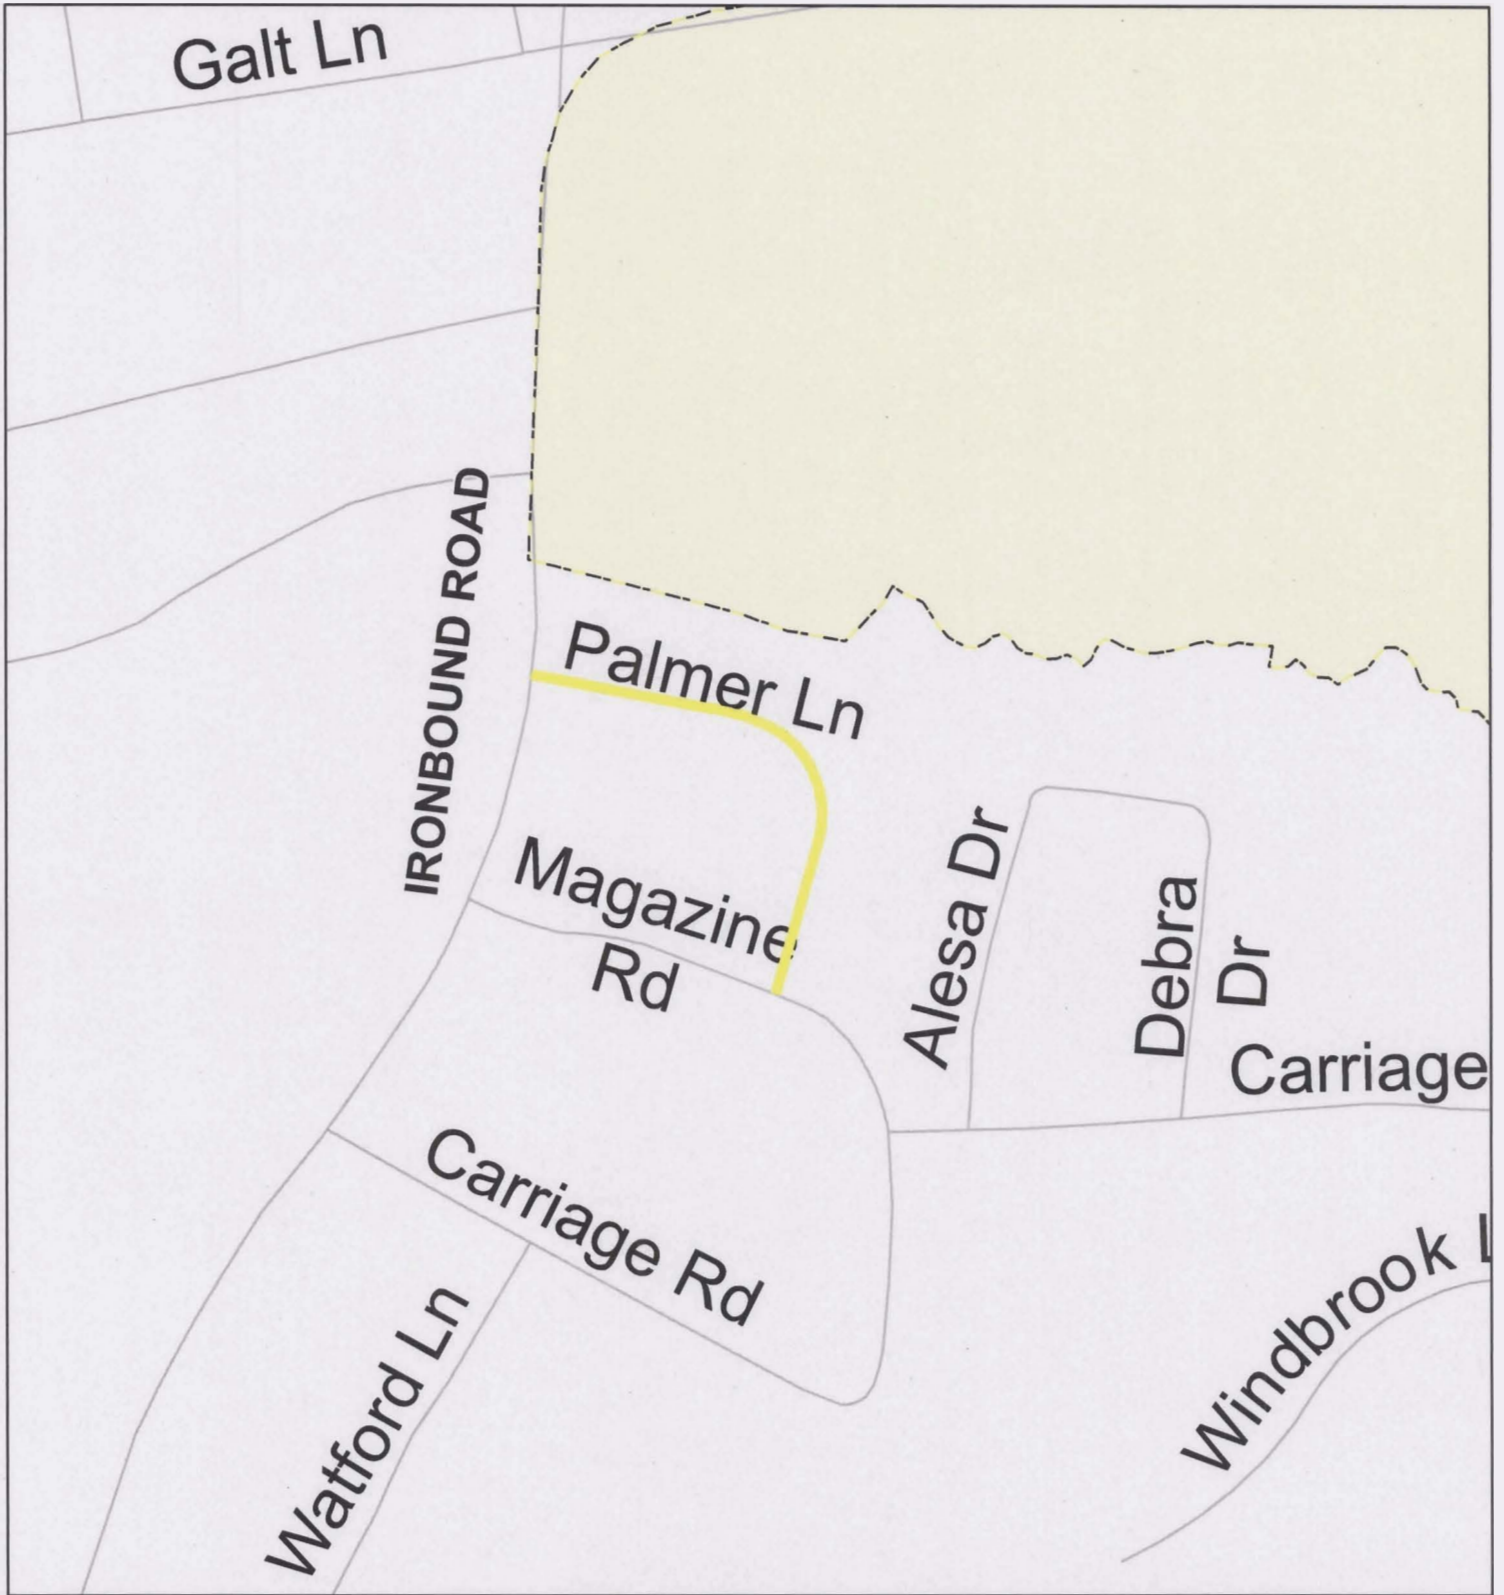 Galt Ln
IRONBOUND ROAD
Palmer Ln
Magazine
Rd
Alesa Dr
Debra
Dr
Carriage
Carriage Rd
Watford Ln
Windbrook L